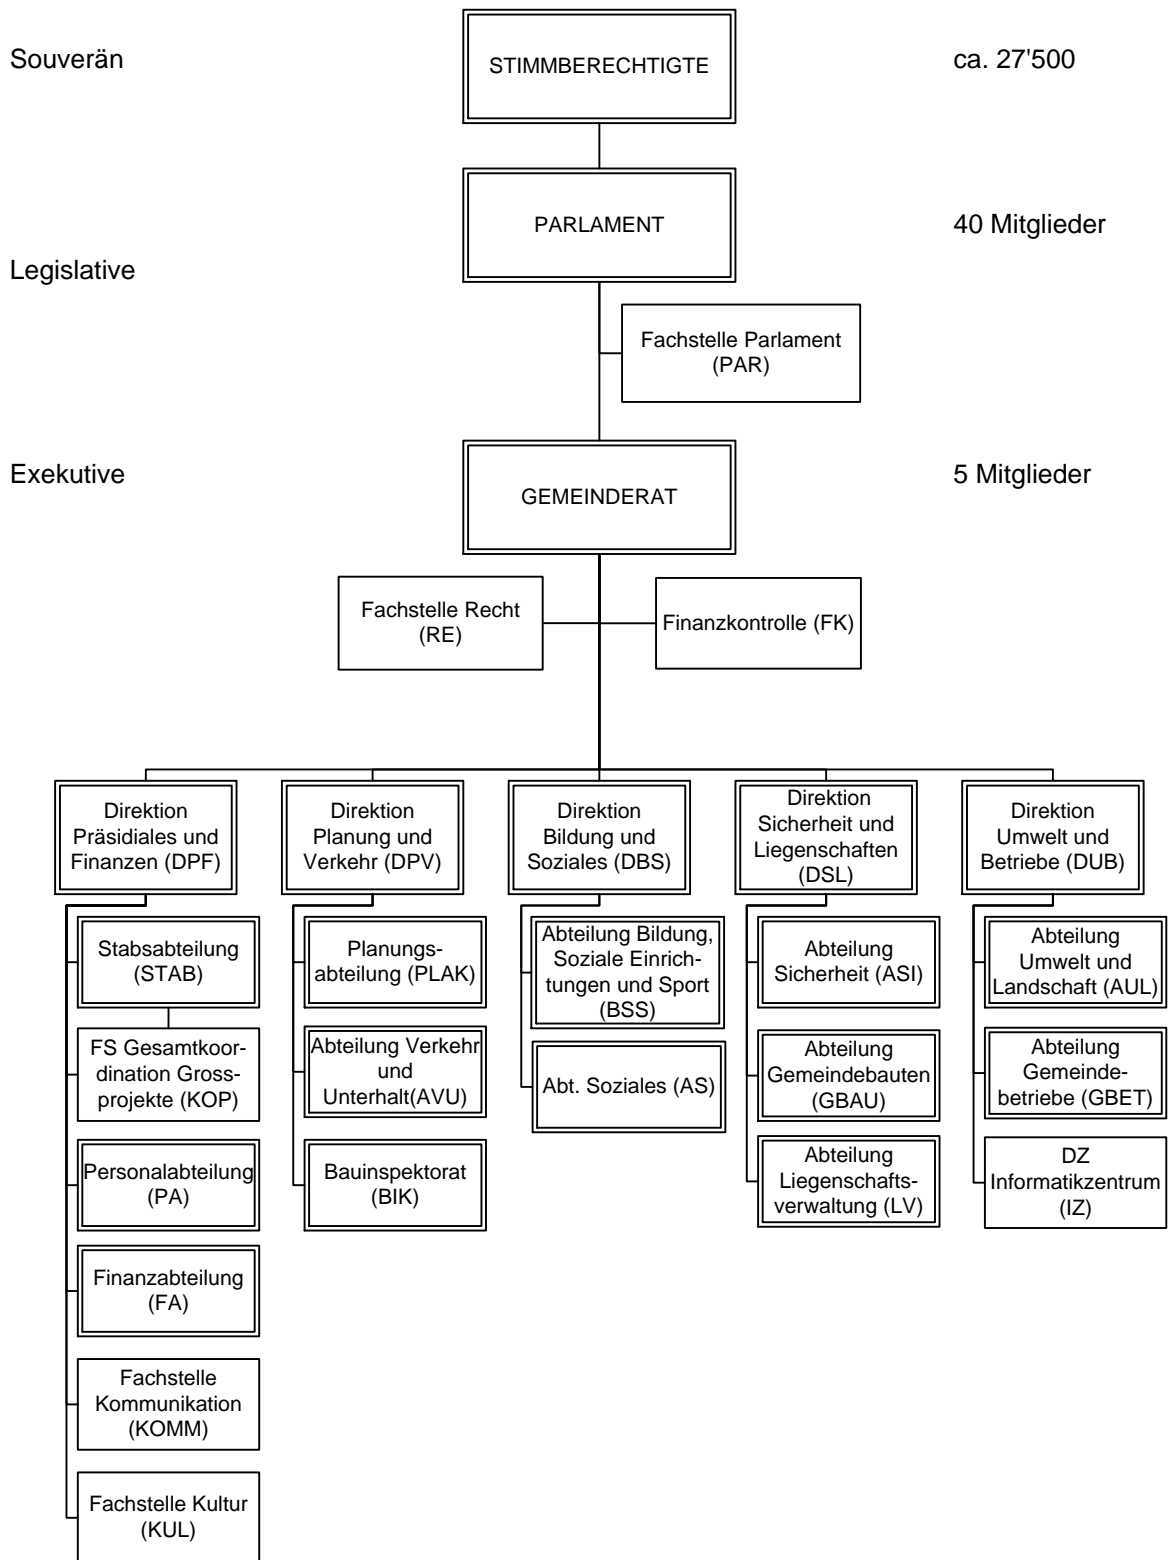 Souverän
STIMMBERECHTIGTE
ca. 27'500
PARLAMENT
40 Mitglieder
Legislative
Fachstelle Parlament
(PAR)
Exekutive
GEMEINDERAT
5 Mitglieder
Fachstelle Recht
(RE)
Finanzkontrolle (FK)
Direktion
Präsidiales und
Finanzen (DPF)
Direktion
Planung und
Verkehr (DPV)
Direktion
Bildung und
Soziales (DBS)
Direktion
Sicherheit und
Liegenschaften
(DSL)
Direktion
Umwelt und
Betriebe (DUB)
Stabsabteilung
(STAB)
FS Gesamtkoor-
dination Gross-
projekte (KOP)
Personalabteilung
(PA)
Finanzabteilung
(FA)
Fachstelle
Kommunikation
(KOMM)
Fachstelle Kultur
(KUL)
Planungs-
abteilung (PLAK)
Abteilung Verkehr
und
Unterhalt(AVU)
Bauinspektorat
(BIK)
Abteilung Bildung,
Soziale Einrich-
tungen und Sport
(BSS)
Abt. Soziales (AS)
Abteilung
Sicherheit (ASI)
Abteilung
Gemeindebauten
(GBAU)
Abteilung
Liegenschafts-
verwaltung (LV)
Abteilung
Umwelt und
Landschaft (AUL)
Abteilung
Gemeinde-
betriebe (GBET)
DZ
Informatikzentrum
(IZ)